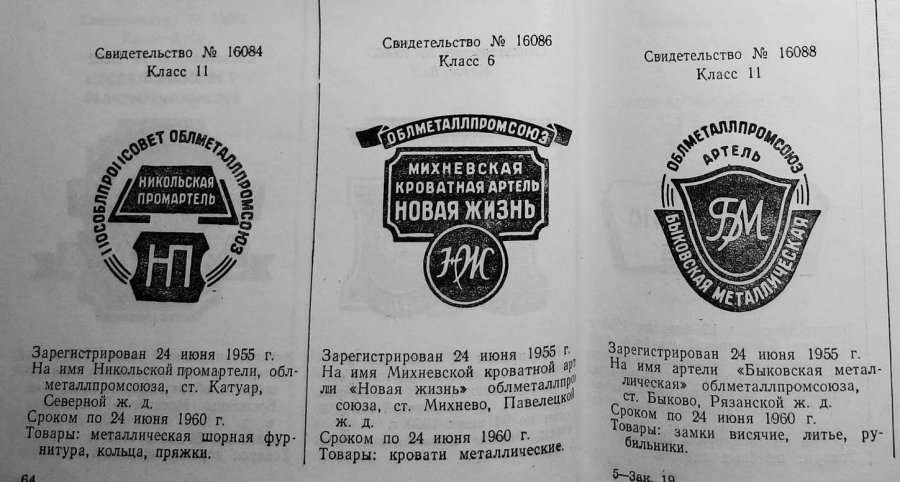 Свидетельство № 16084
Класс 11
СОВЕТ ОБЛМЕТАЛЛПРОМСОЮЗ
НИКОЛЬСКАЯ
ПРОМАРТЕЛЬ
НП
Зарегистрирован 24 июня 1955 г.
На имя Никольской промартели, обл-
металлпромсоюза, ст. Катуар,
Северной ж. д.
Сроком по 24 июня 1960 г.
Товары: металлическая шорная фур-
нитура, кольца, пряжки.
64
Свидетельство № 16086
Класс 6
ОБЛМЕТАЛЛПРОМСОЮЗ
МИХНЕВСКАЯ
КРОВАТНАЯ АРТЕЛЬ
НОВАЯ ЖИЗНЬ
НЖ
Зарегистрирован 24 июня 1955 г.
На имя Михневской кроватной арт
ли «Новая жизнь» облметаллпро
союза, ст. Михнево, Павелецкой
ж. д.
Сроком по 24 июня 1960 г.
Товары: кровати металлические.
Свидетельство № 16088
Класс 11
ОБЛМЕТАЛЛПРОМСОЮЗ
АРТЕЛЬ
БМ
БЫКОВСКАЯ МЕТАЛЛИЧЕСКАЯ
Зарегистрирован 24 июня 1955 г.
На имя артели «Быковская метал-
лическая» облметаллпромсоюза,
ст. Быково, Рязанской ж. д.
Сроком по 24 июня 1960 г.
Товары: замки висячие, литье, ру-
бильники.
5—Зак. 19